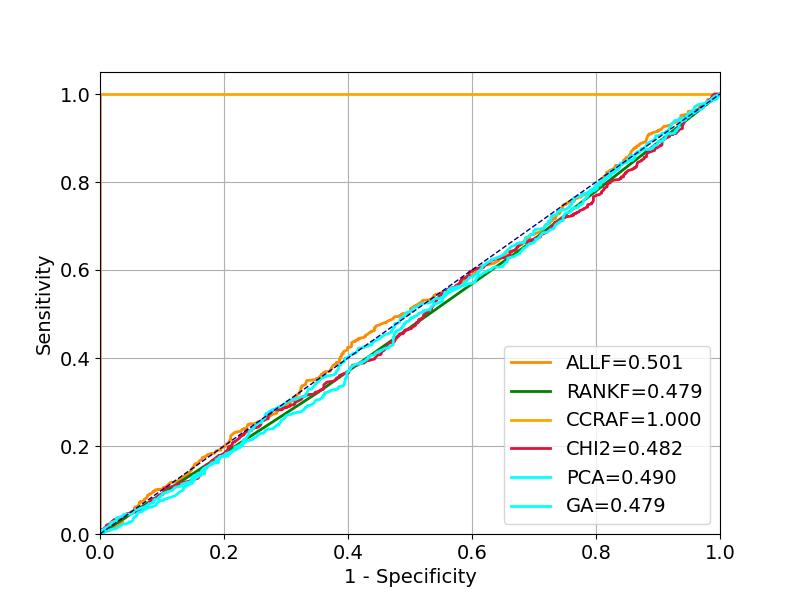 1.0
0.8
0.6
0.4
0.2
0.0
Sensitivity
ALLF=0.501
RANKF=0.479
CCRAF=1.000
CHI2=0.482
PCA=0.490
GA=0.479
0.0 0.2 0.4 0.6 0.8 1.0
1 - Specificity